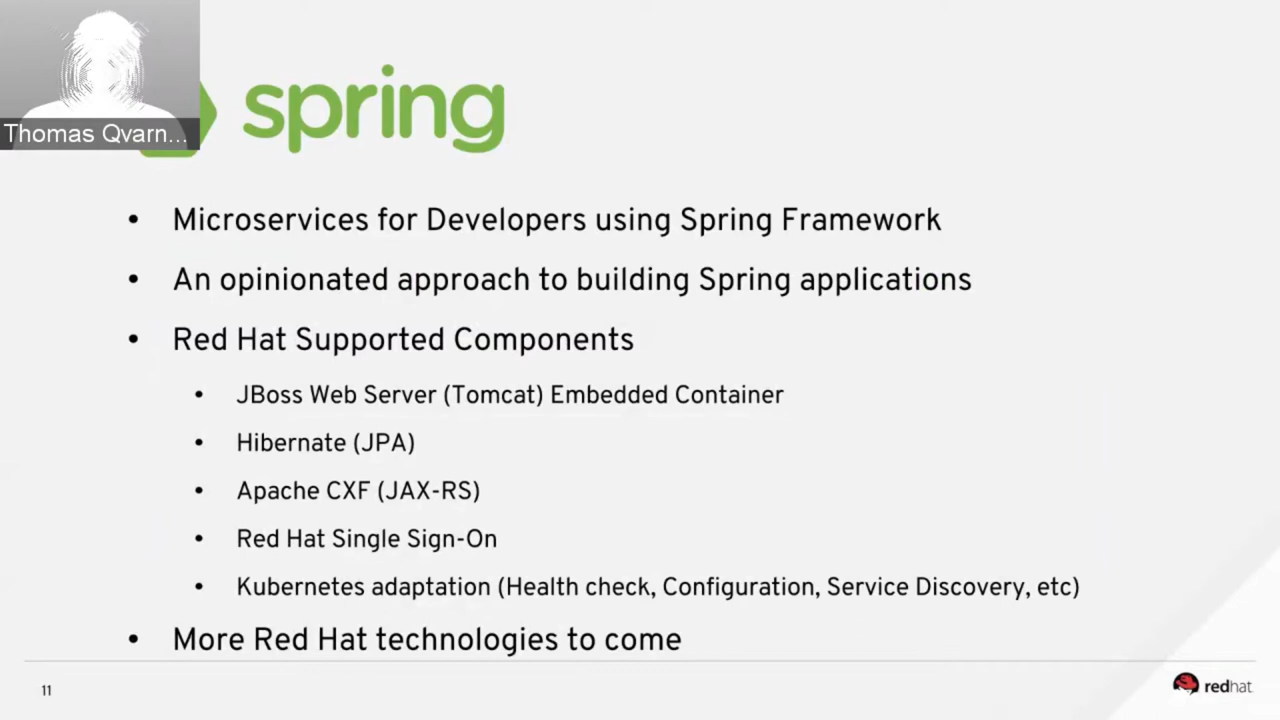 Thomas Qvarn...
spring
• Microservices for Developers using Spring Framework
• An opinionated approach to building Spring applications
• Red Hat Supported Components
• JBoss Web Server (Tomcat) Embedded Container
• Hibernate (JPA)
• Apache CXF (JAX-RS)
• Red Hat Single Sign-On
• Kubernetes adaptation (Health check, Configuration, Service Discovery, etc)
• More Red Hat technologies to come
11
redhat